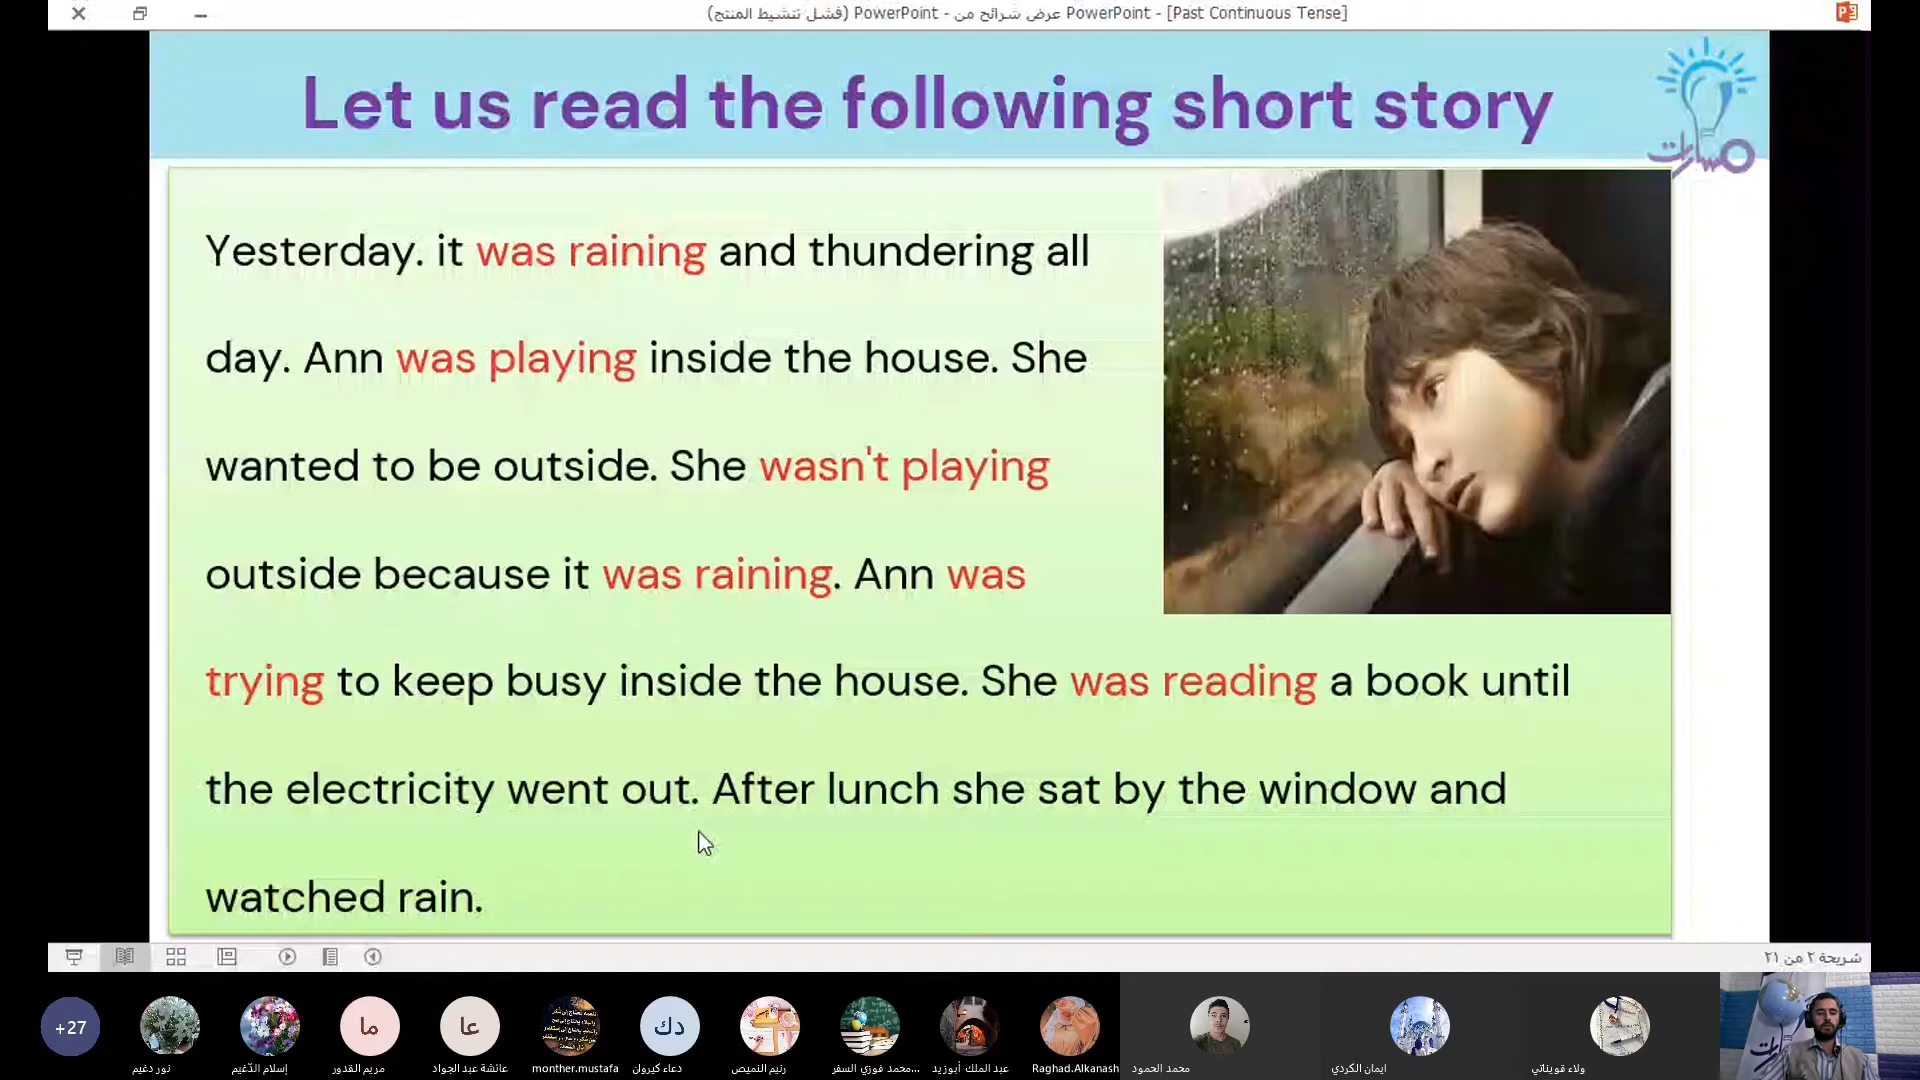 [Past Continuous Tense] - PowerPoint عرض شرائح من - PowerPoint (فشل تنشيط المنتج)
Let us read the following short story
مسارات
Yesterday. it was raining and thundering all
day. Ann was playing inside the house. She
wanted to be outside. She wasn't playing
outside because it was raining. Ann was
trying to keep busy inside the house. She was reading a book until
the electricity went out. After lunch she sat by the window and
watched rain.
شريحة ٢ من ٢١
+27
ما
عا
دك
نور دغيم
إسلام الدّغيم
مريم القدور
عائشة عبد الجواد
monther.mustafa
دعاء كيروان
رنيم النميص
محمد فوزي السفر...
عبد الملك أبوزيد
Raghad.Alkanash
محمد الحمود
ايمان الكردي
ولاء قويناتي